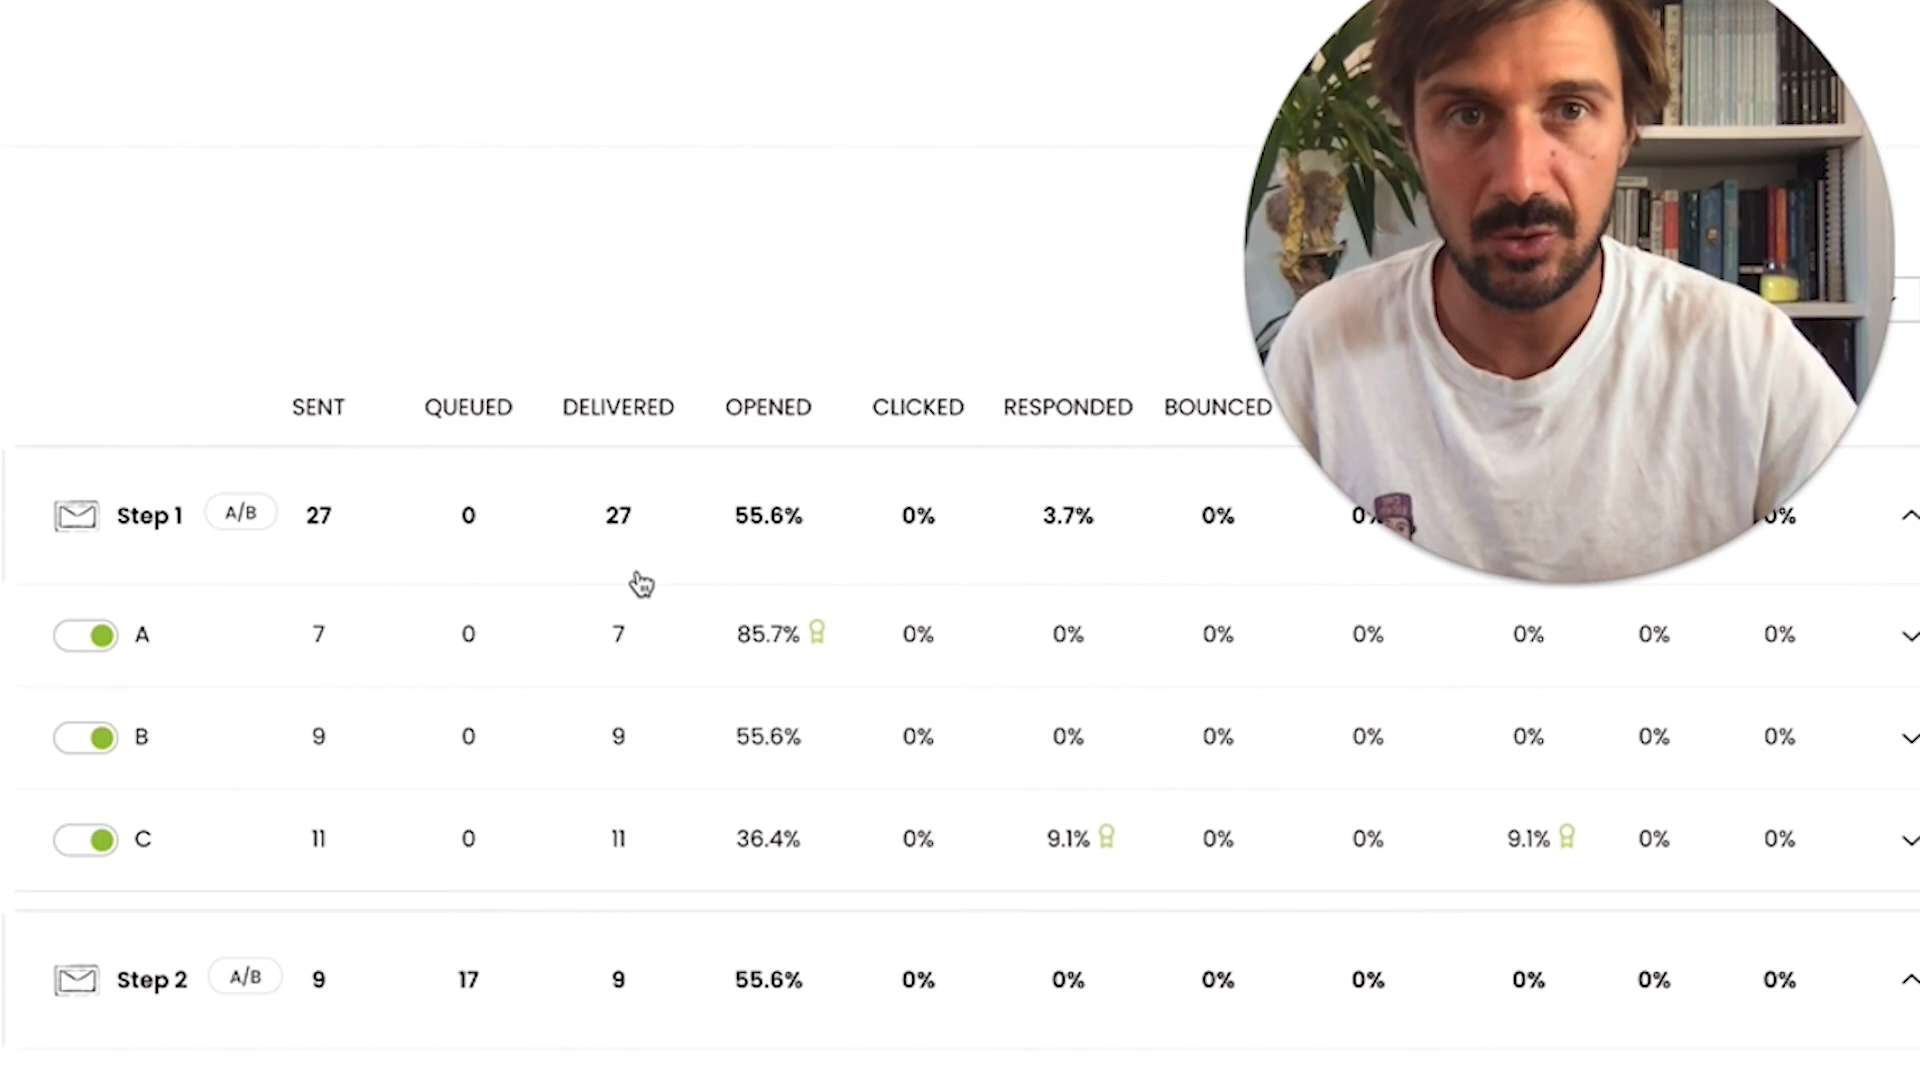 SENT QUEUED DELIVERED OPENED CLICKED RESPONDED BOUNCED
Step 1 A/B 27 0 27 55.6% 0% 3.7% 0% 0% 0%
A 7 0 7 85.7% 0% 0% 0% 0% 0% 0% 0%
B 9 0 9 55.6% 0% 0% 0% 0% 0% 0% 0%
C 11 0 11 36.4% 0% 9.1% 0% 0% 9.1% 0% 0%
Step 2 A/B 9 17 9 55.6% 0% 0% 0% 0% 0% 0% 0%